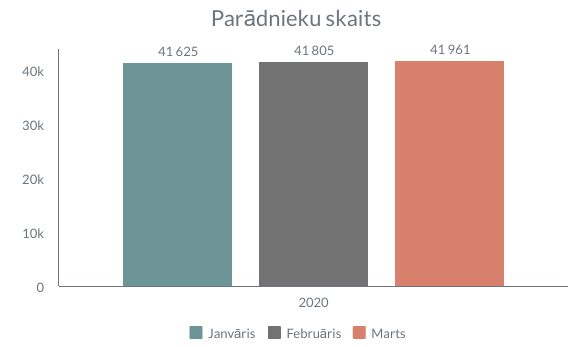 Parādnieku skaits
41 625
41 805
41 961
40k
30k
20k
10k
0
2020
Janvāris Februāris Marts